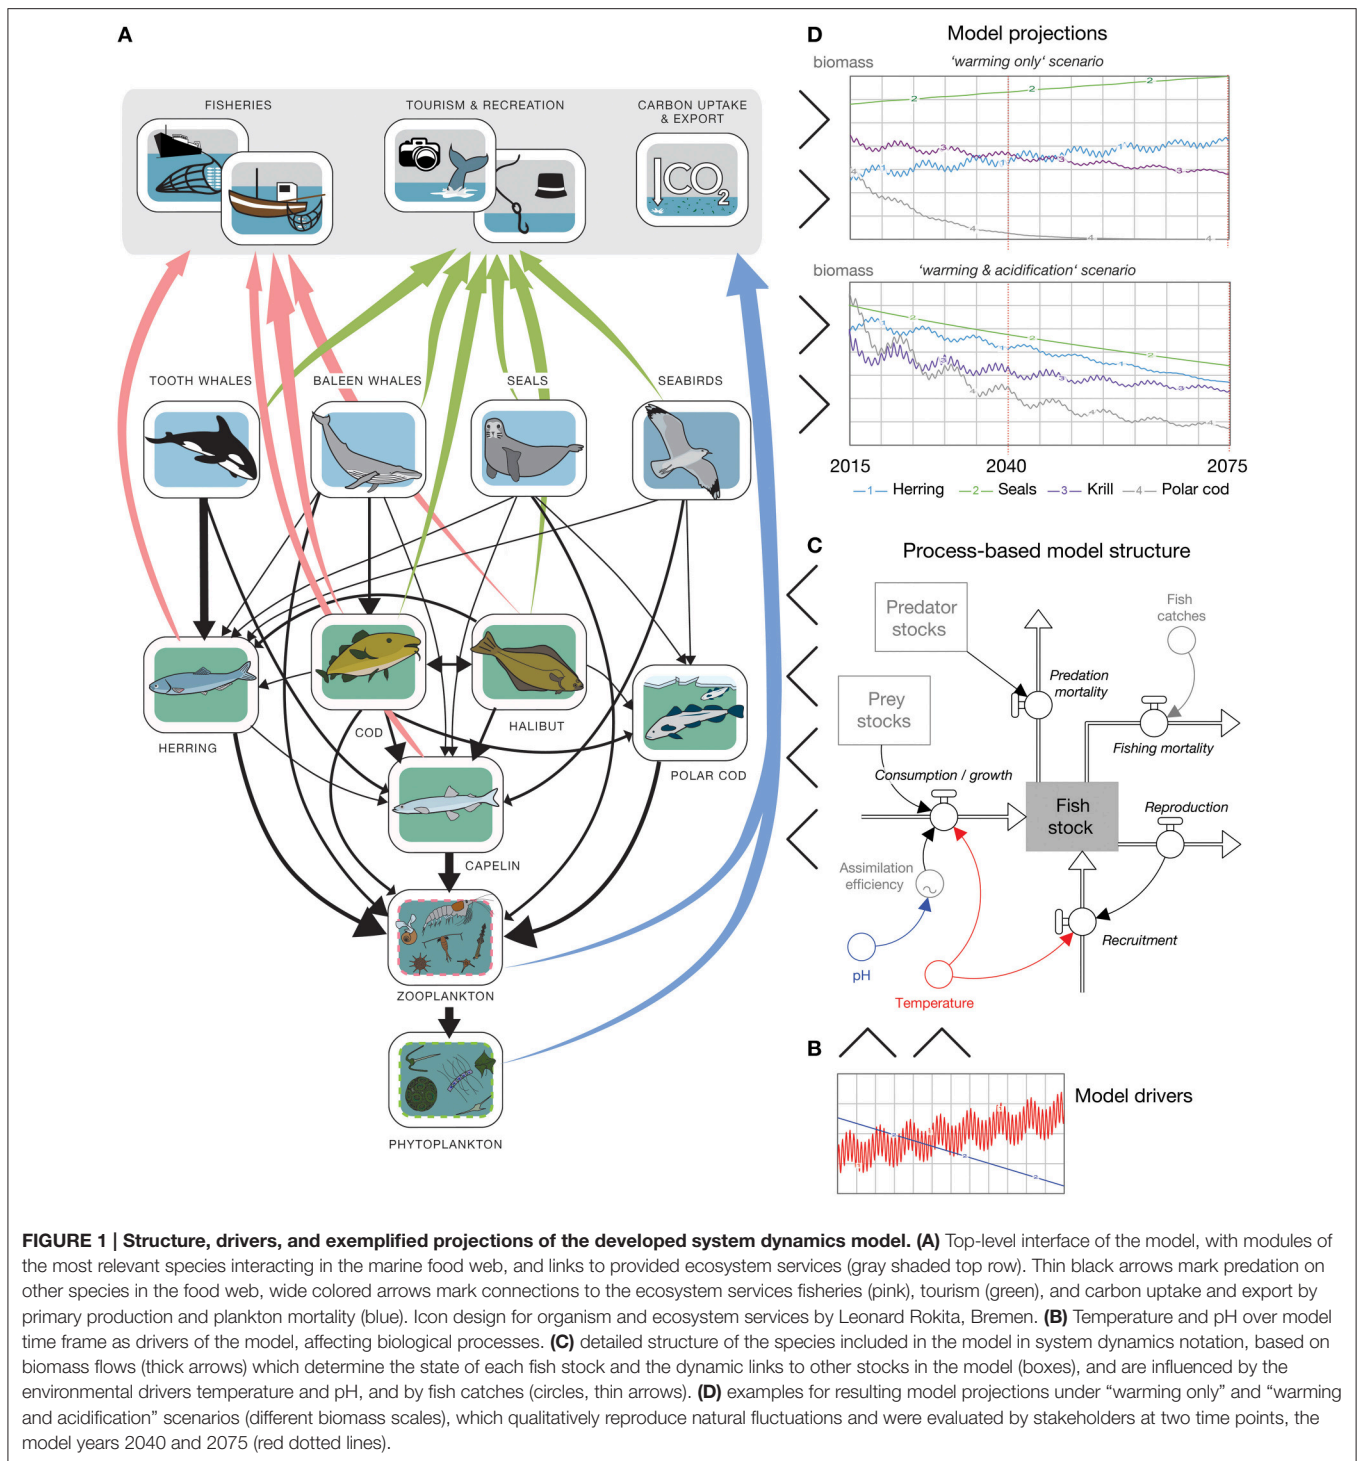 A
FISHERIES
TOURISM & RECREATION
CARBON UPTAKE
& EXPORT
CO2
TOOTH WHALES
BALEEN WHALES
SEALS
SEABIRDS
HERRING
COD
HALIBUT
POLAR COD
CAPELIN
ZOOPLANKTON
PHYTOPLANKTON
D
Model projections
biomass
'warming only' scenario
biomass
'warming & acidification' scenario
2015
2040
2075
1 Herring
2 Seals
3 Krill
4 Polar cod
C
Process-based model structure
Predator
stocks
Fish
catches
Predation
mortality
Prey
stocks
Fishing mortality
Consumption / growth
Fish
stock
Reproduction
Assimilation
efficiency
Recruitment
pH
Temperature
B
Model drivers
FIGURE 1 | Structure, drivers, and exemplified projections of the developed system dynamics model. (A) Top-level interface of the model, with modules of
the most relevant species interacting in the marine food web, and links to provided ecosystem services (gray shaded top row). Thin black arrows mark predation on
other species in the food web, wide colored arrows mark connections to the ecosystem services fisheries (pink), tourism (green), and carbon uptake and export by
primary production and plankton mortality (blue). Icon design for organism and ecosystem services by Leonard Rokita, Bremen. (B) Temperature and pH over model
time frame as drivers of the model, affecting biological processes. (C) detailed structure of the species included in the model in system dynamics notation, based on
biomass flows (thick arrows) which determine the state of each fish stock and the dynamic links to other stocks in the model (boxes), and are influenced by the
environmental drivers temperature and pH, and by fish catches (circles, thin arrows). (D) examples for resulting model projections under “warming only” and “warming
and acidification” scenarios (different biomass scales), which qualitatively reproduce natural fluctuations and were evaluated by stakeholders at two time points, the
model years 2040 and 2075 (red dotted lines).